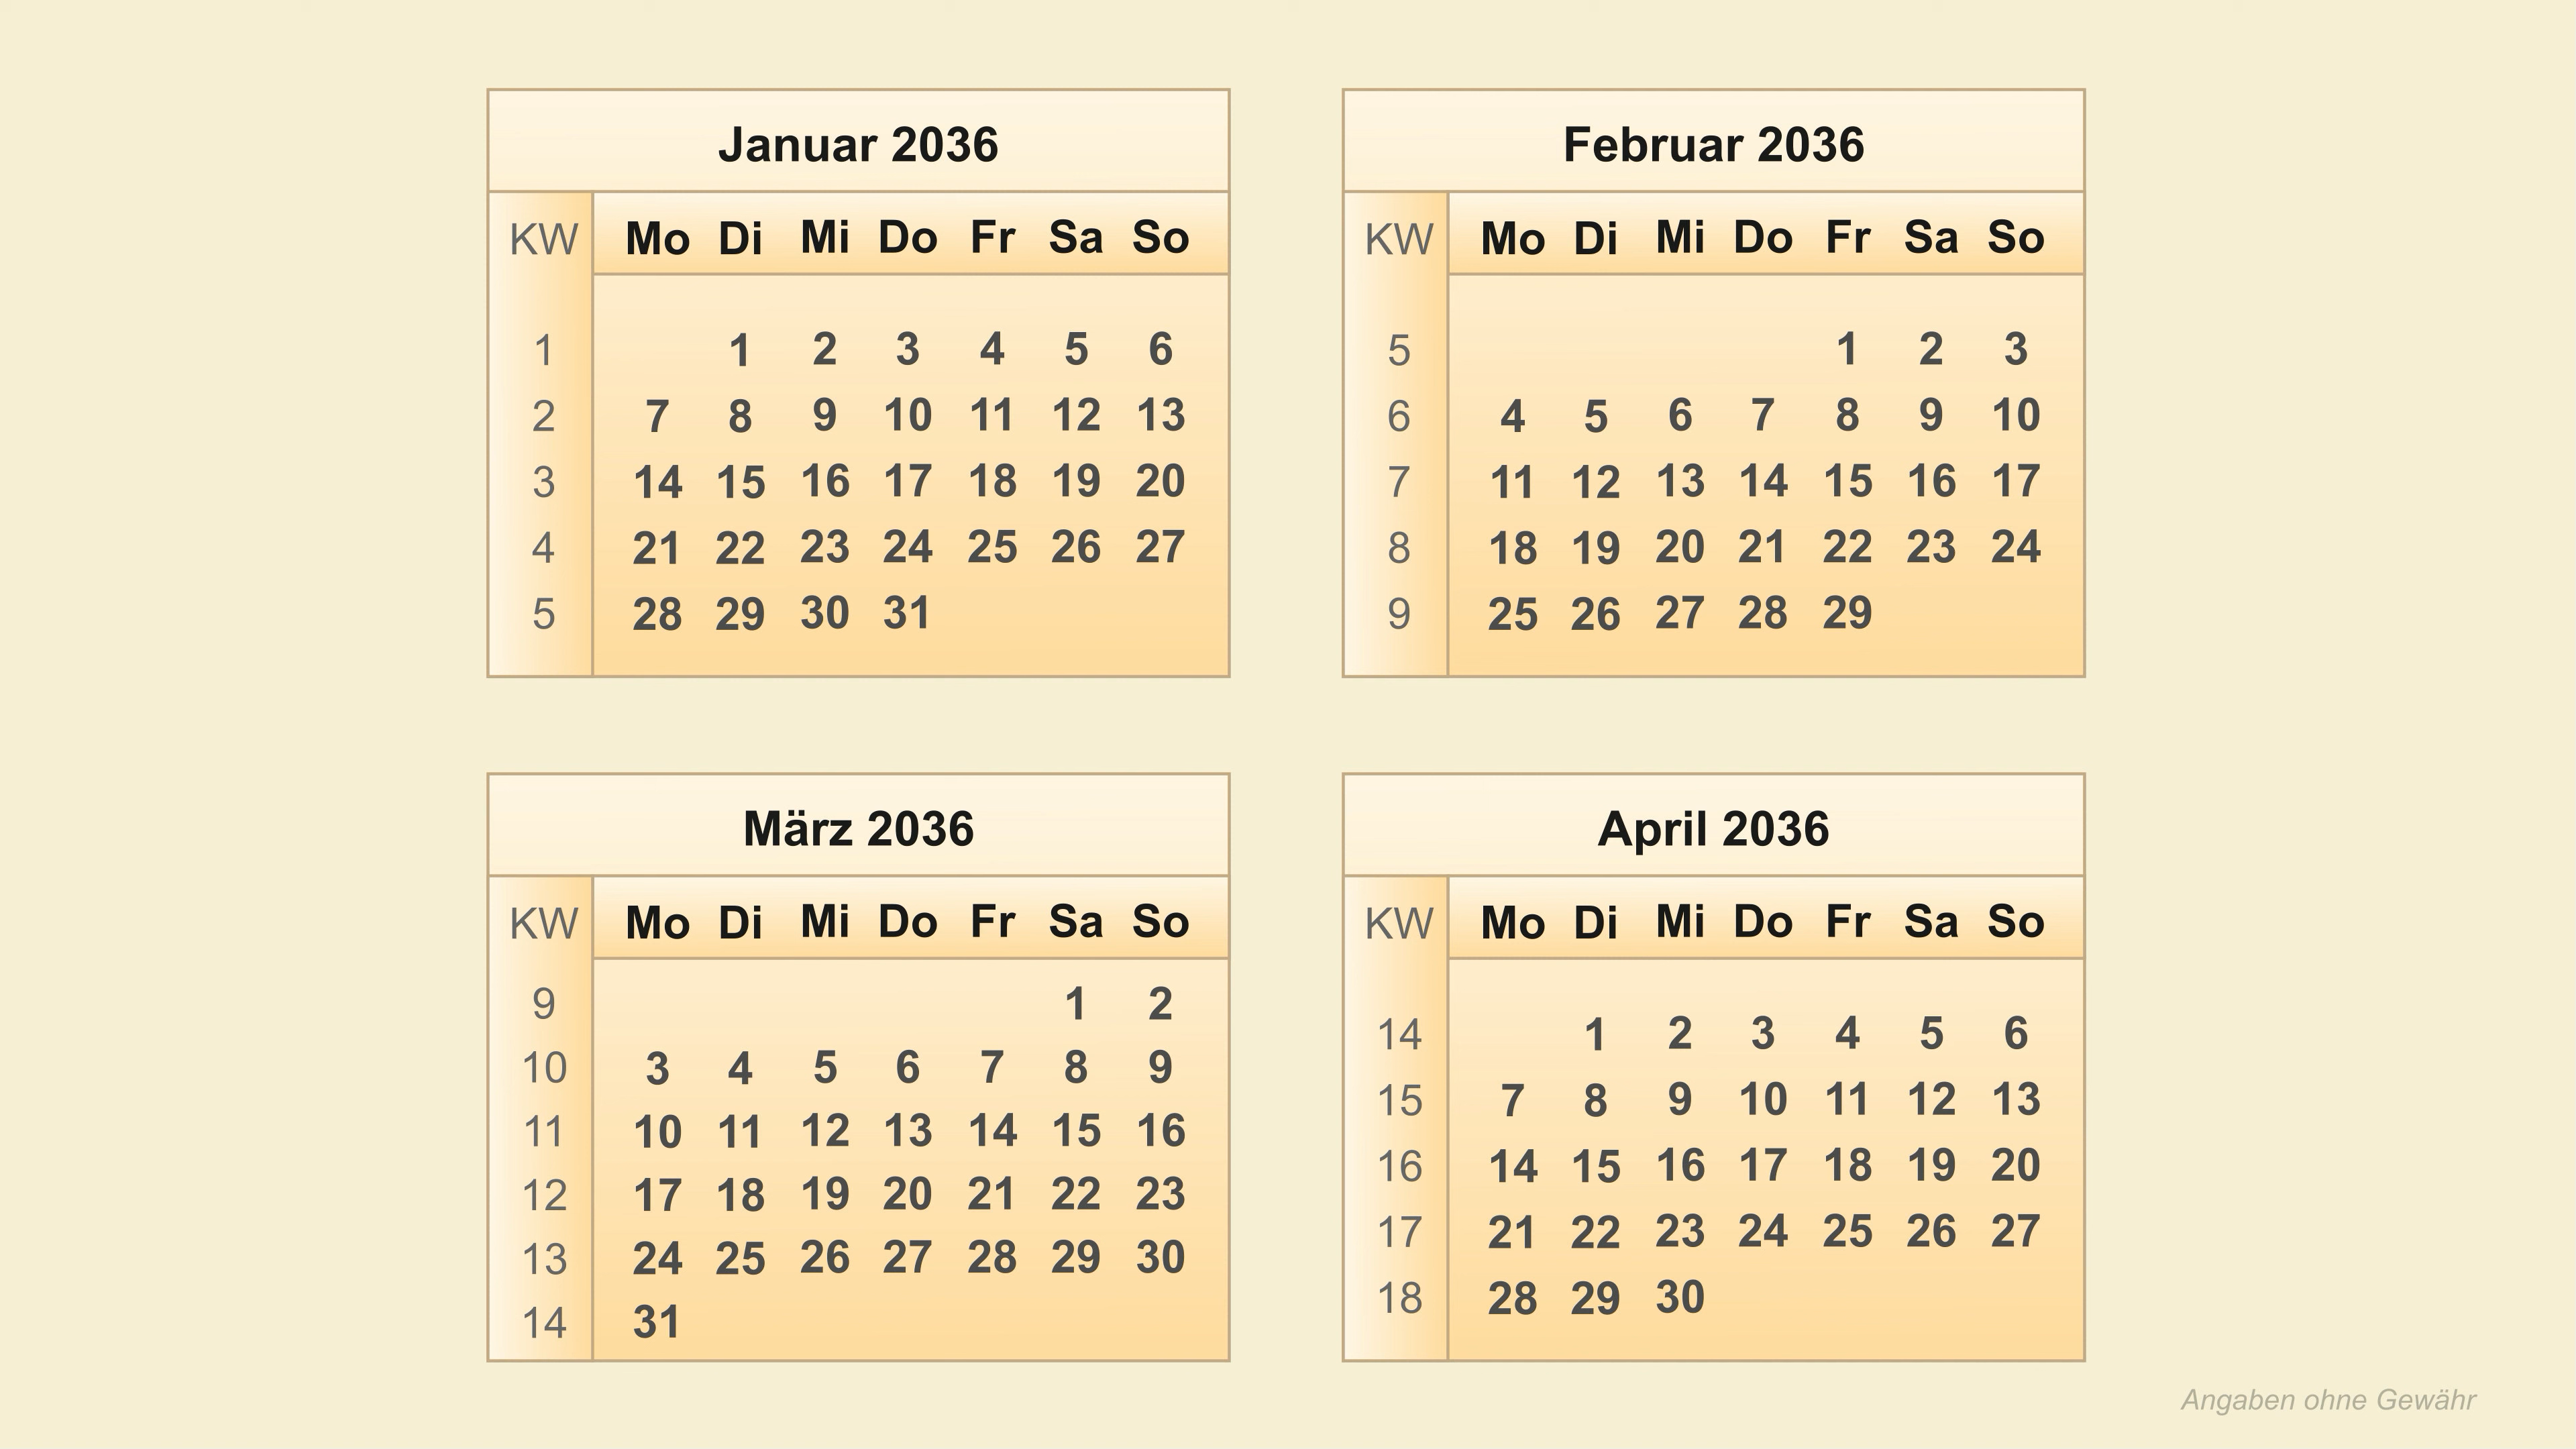 Januar 2036
KW Mo Di Mi Do Fr Sa So
1 1 2 3 4 5 6
2 7 8 9 10 11 12 13
3 14 15 16 17 18 19 20
4 21 22 23 24 25 26 27
5 28 29 30 31
Februar 2036
KW Mo Di Mi Do Fr Sa So
5 1 2 3
6 4 5 6 7 8 9 10
7 11 12 13 14 15 16 17
8 18 19 20 21 22 23 24
9 25 26 27 28 29
März 2036
KW Mo Di Mi Do Fr Sa So
9 1 2
10 3 4 5 6 7 8 9
11 10 11 12 13 14 15 16
12 17 18 19 20 21 22 23
13 24 25 26 27 28 29 30
14 31
April 2036
KW Mo Di Mi Do Fr Sa So
14 1 2 3 4 5 6
15 7 8 9 10 11 12 13
16 14 15 16 17 18 19 20
17 21 22 23 24 25 26 27
18 28 29 30
Angaben ohne Gewähr